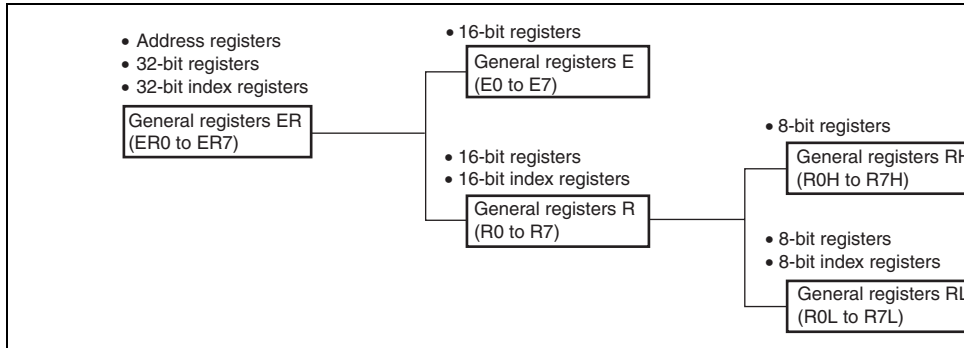 • Address registers
• 32-bit registers
• 32-bit index registers
General registers ER
(ER0 to ER7)
• 16-bit registers
General registers E
(E0 to E7)
• 16-bit registers
• 16-bit index registers
General registers R
(R0 to R7)
• 8-bit registers
General registers RH
(R0H to R7H)
• 8-bit registers
• 8-bit index registers
General registers RL
(R0L to R7L)